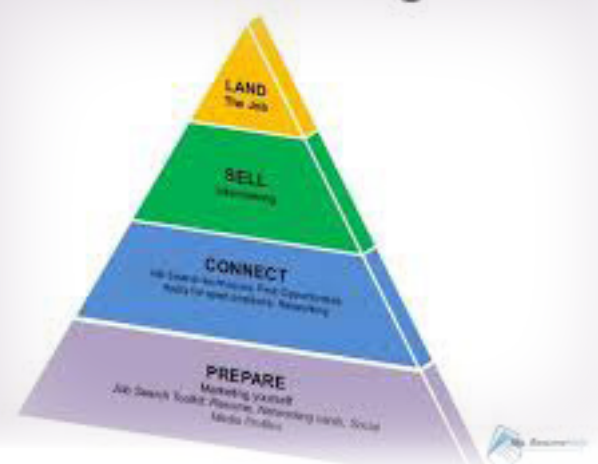 LAND
The Job
SELL
Interviewing
CONNECT
Job Search techniques, Find Opportunities
Apply for open positions, Networking
PREPARE
Marketing yourself
Job Search Toolkit: Resume, Networking cards, Social
Media Profiles